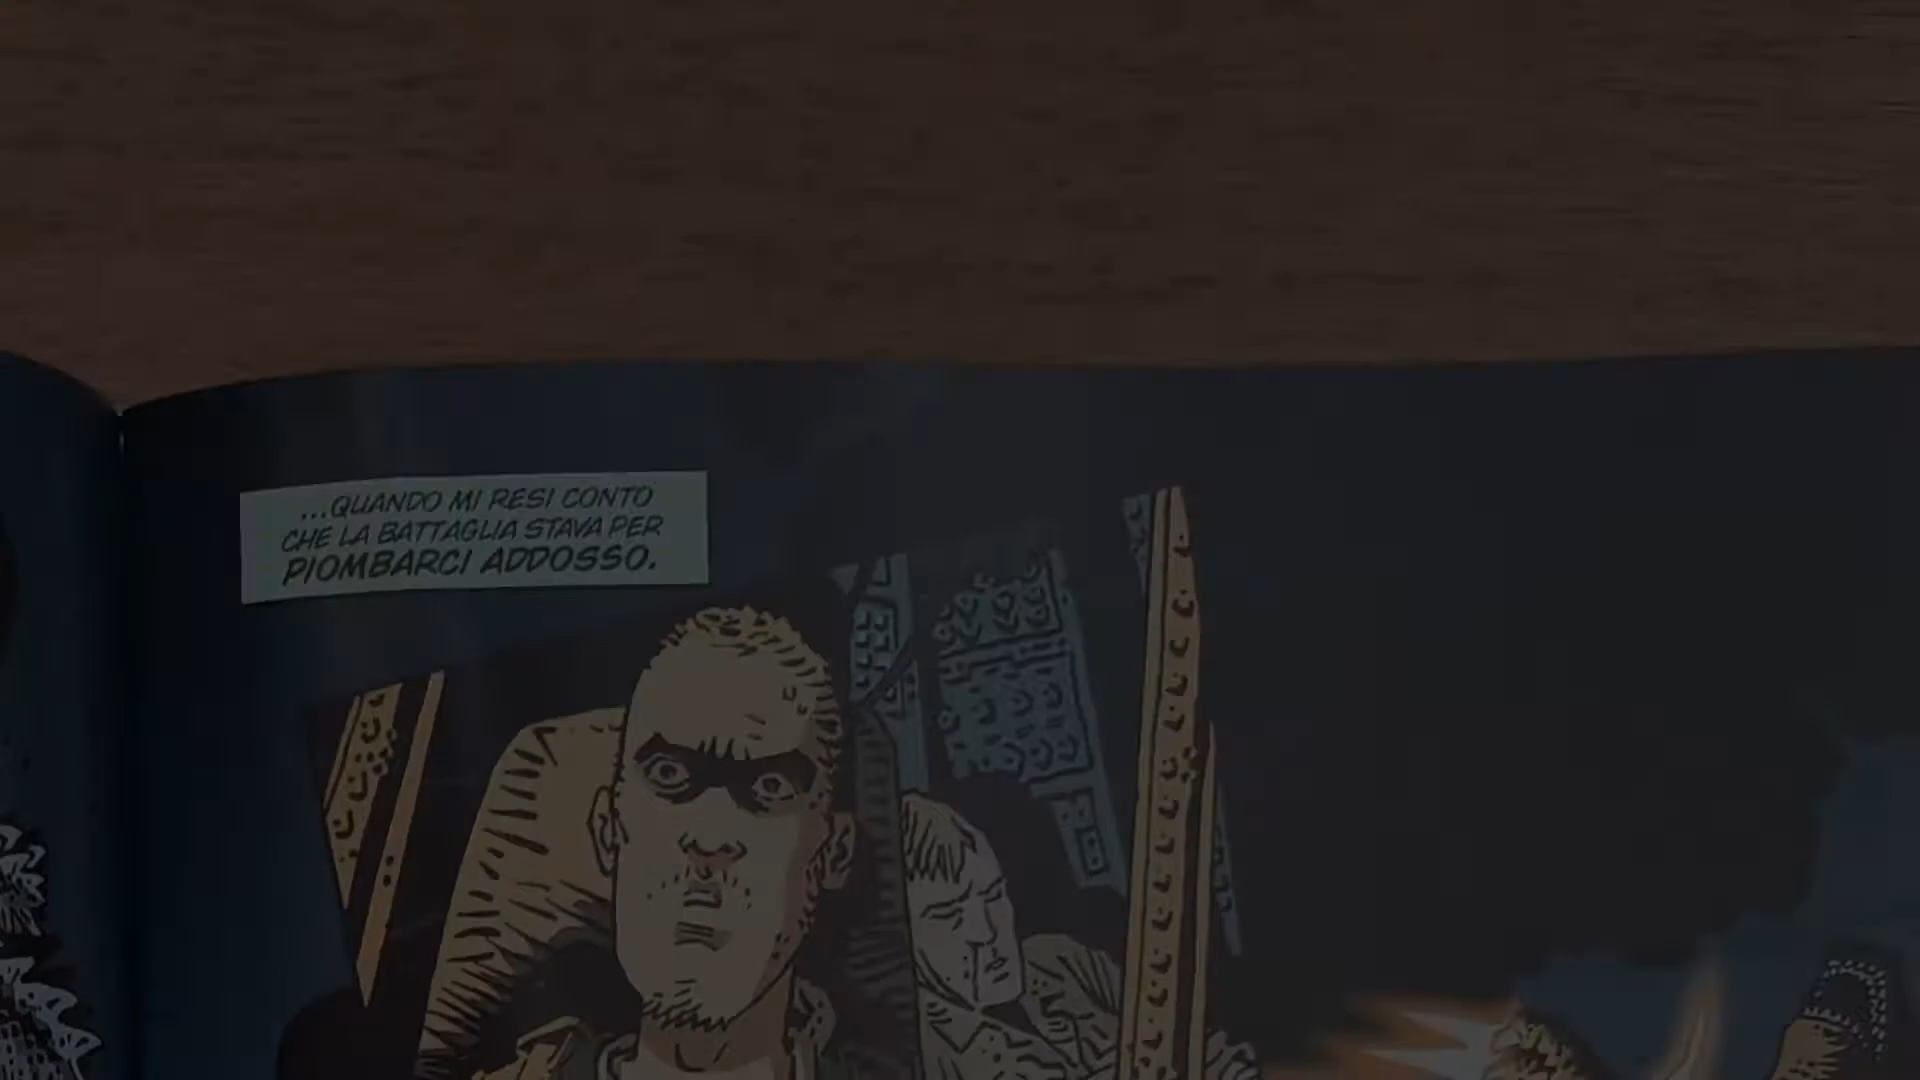 ...QUANDO MI RESI CONTO
CHE LA BATTAGLIA STAVA PER
PIOMBARCI ADDOSSO.